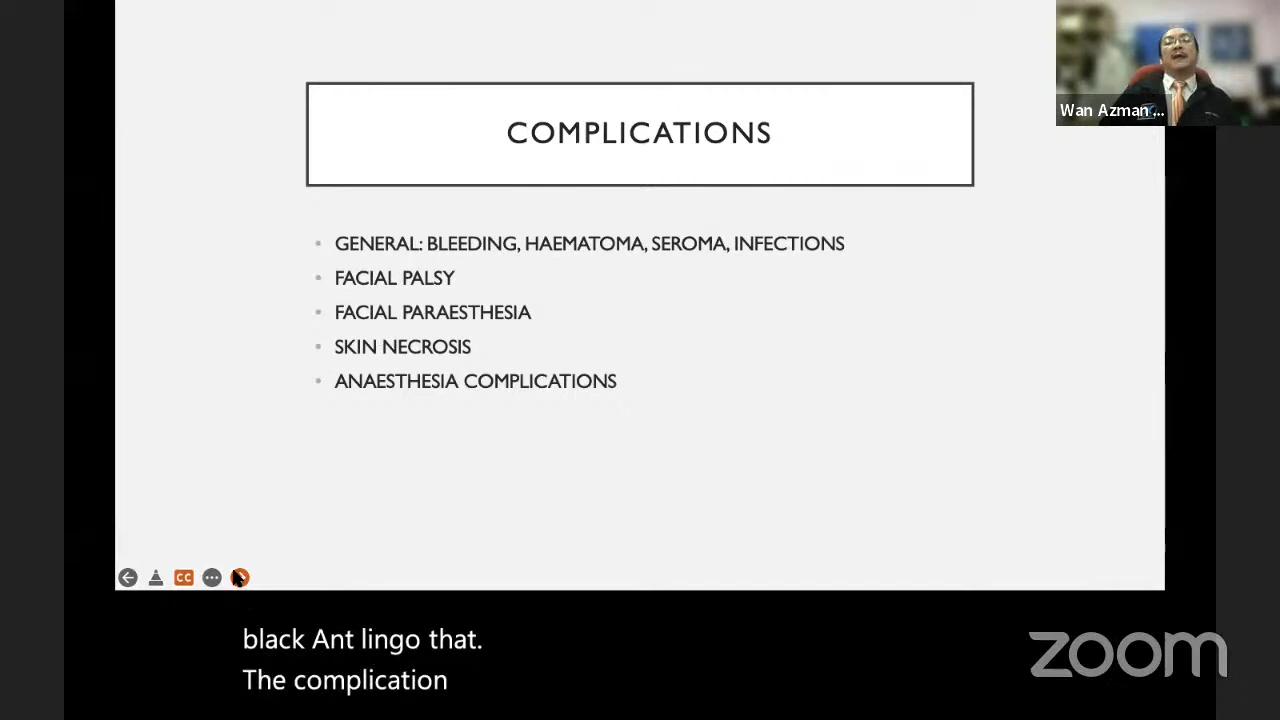 COMPLICATIONS
Wan Azman ...
GENERAL: BLEEDING, HAEMATOMA, SEROMA, INFECTIONS
FACIAL PALSY
FACIAL PARAESTHESIA
SKIN NECROSIS
ANAESTHESIA COMPLICATIONS
CC
black Ant lingo that.
The complication
zoom